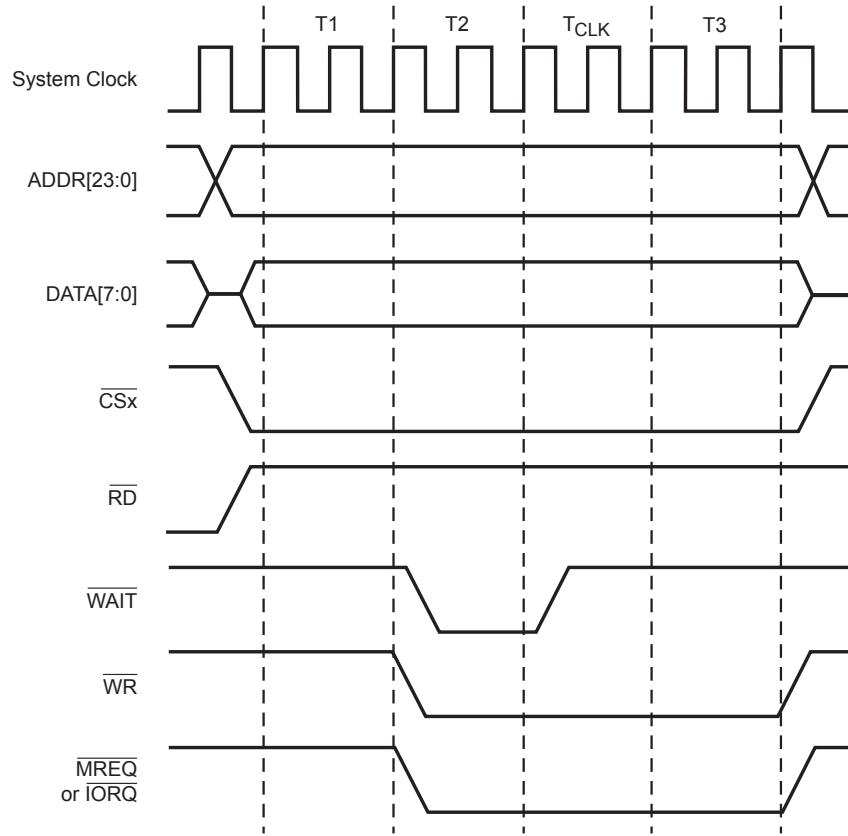 T1 T2 TCLK T3
System Clock
ADDR[23:0]
DATA[7:0]
CSx
RD
WAIT
WR
MREQ
or IORQ